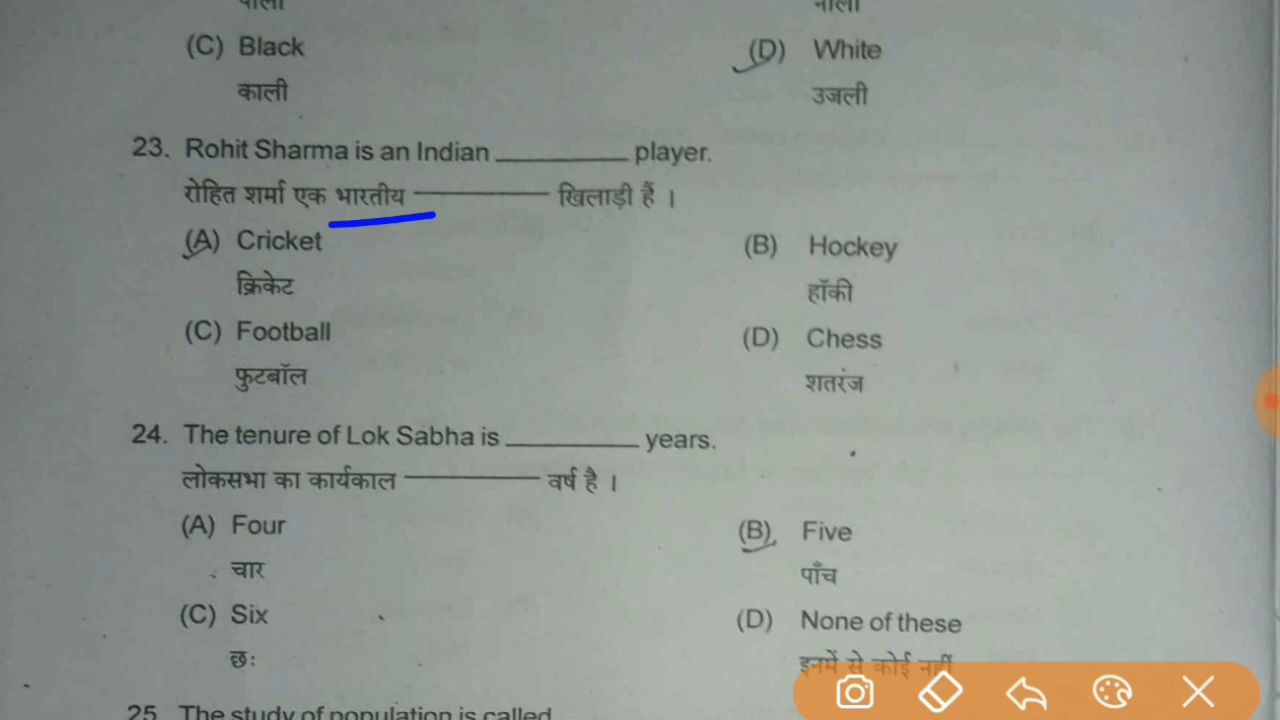 (C) Black
(D) White
काली
उजली
23. Rohit Sharma is an Indian __________ player.
रोहित शर्मा एक भारतीय __________ खिलाड़ी हैं ।
(A) Cricket
(B) Hockey
क्रिकेट
हॉकी
(C) Football
(D) Chess
फुटबॉल
शतरंज
24. The tenure of Lok Sabha is __________ years.
लोकसभा का कार्यकाल __________ वर्ष है ।
(A) Four
(B) Five
चार
पाँच
(C) Six
(D) None of these
छः
इनमें से कोई नहीं
25. The study of population is called